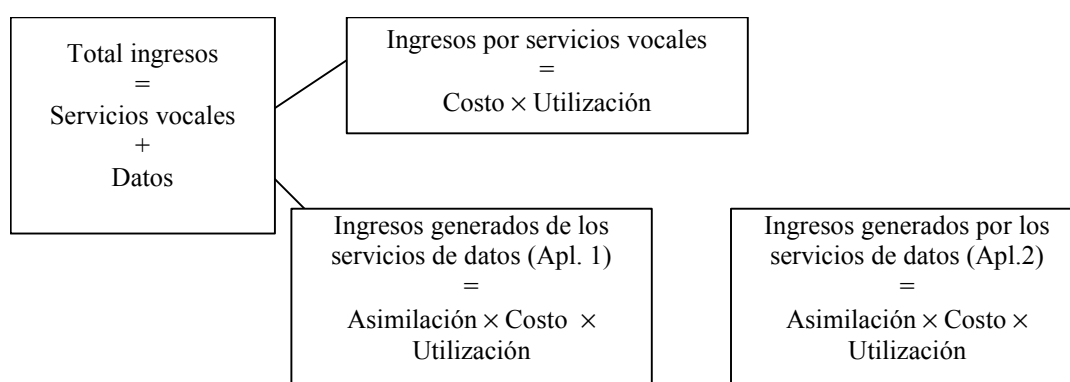 Total ingresos
=
Servicios vocales
+
Datos
Ingresos por servicios vocales
=
Costo × Utilización
Ingresos generados de los
servicios de datos (Apl. 1)
=
Asimilación × Costo ×
Utilización
Ingresos generados por los
servicios de datos (Apl.2)
=
Asimilación × Costo ×
Utilización